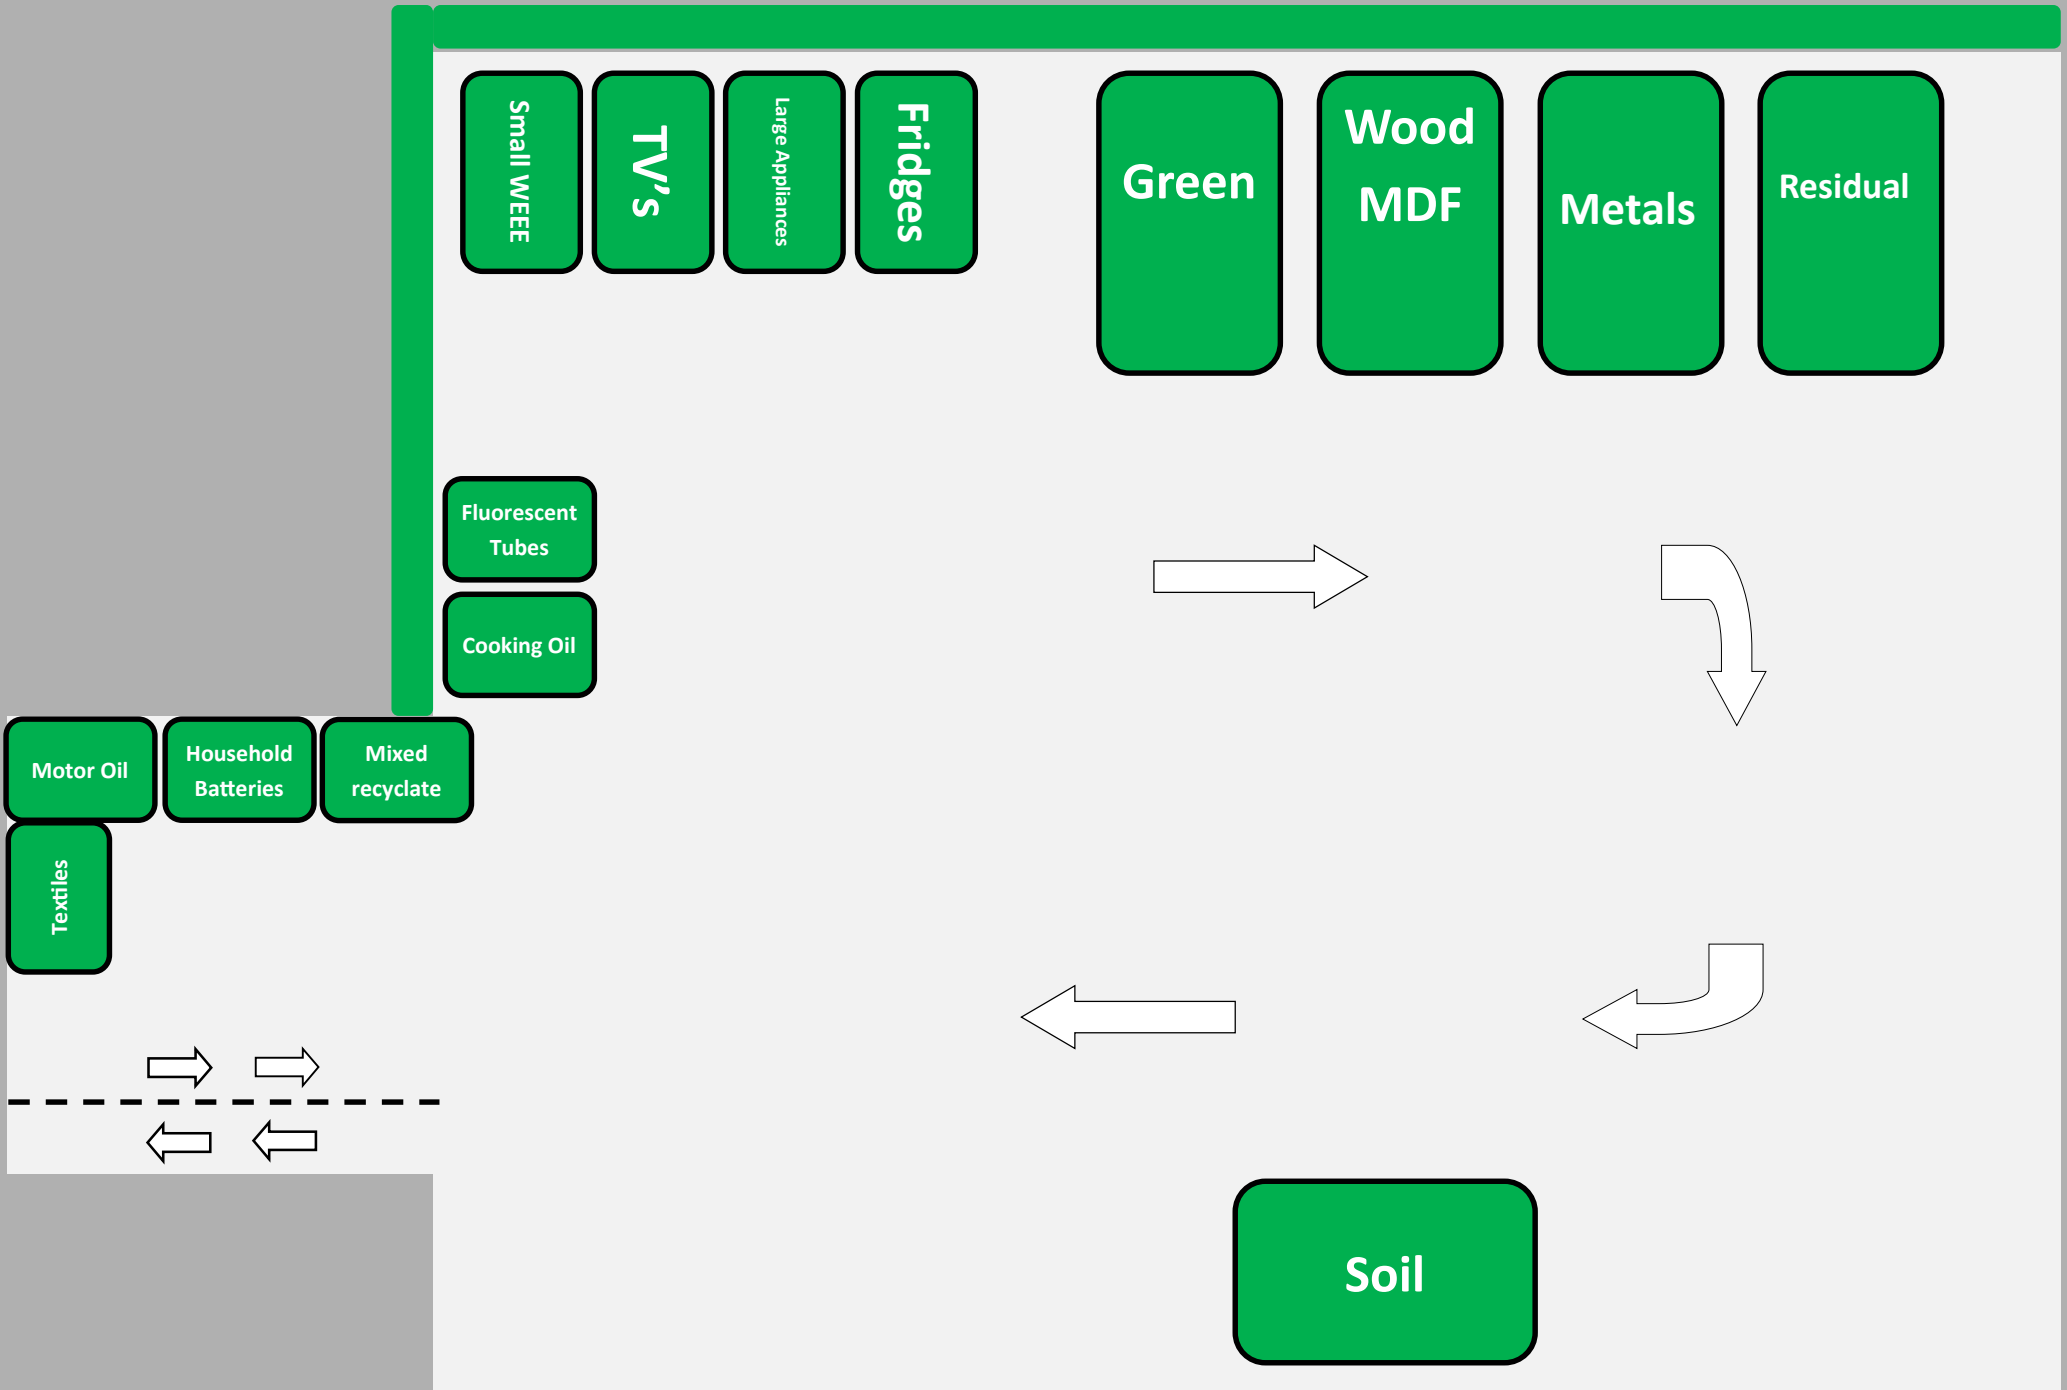 Small WEEE
TV's
Large Appliances
Fridges
Green
Wood
MDF
Metals
Residual
Fluorescent
Tubes
Cooking Oil
Motor Oil
Household
Batteries
Mixed
recyclate
Textiles
Soil